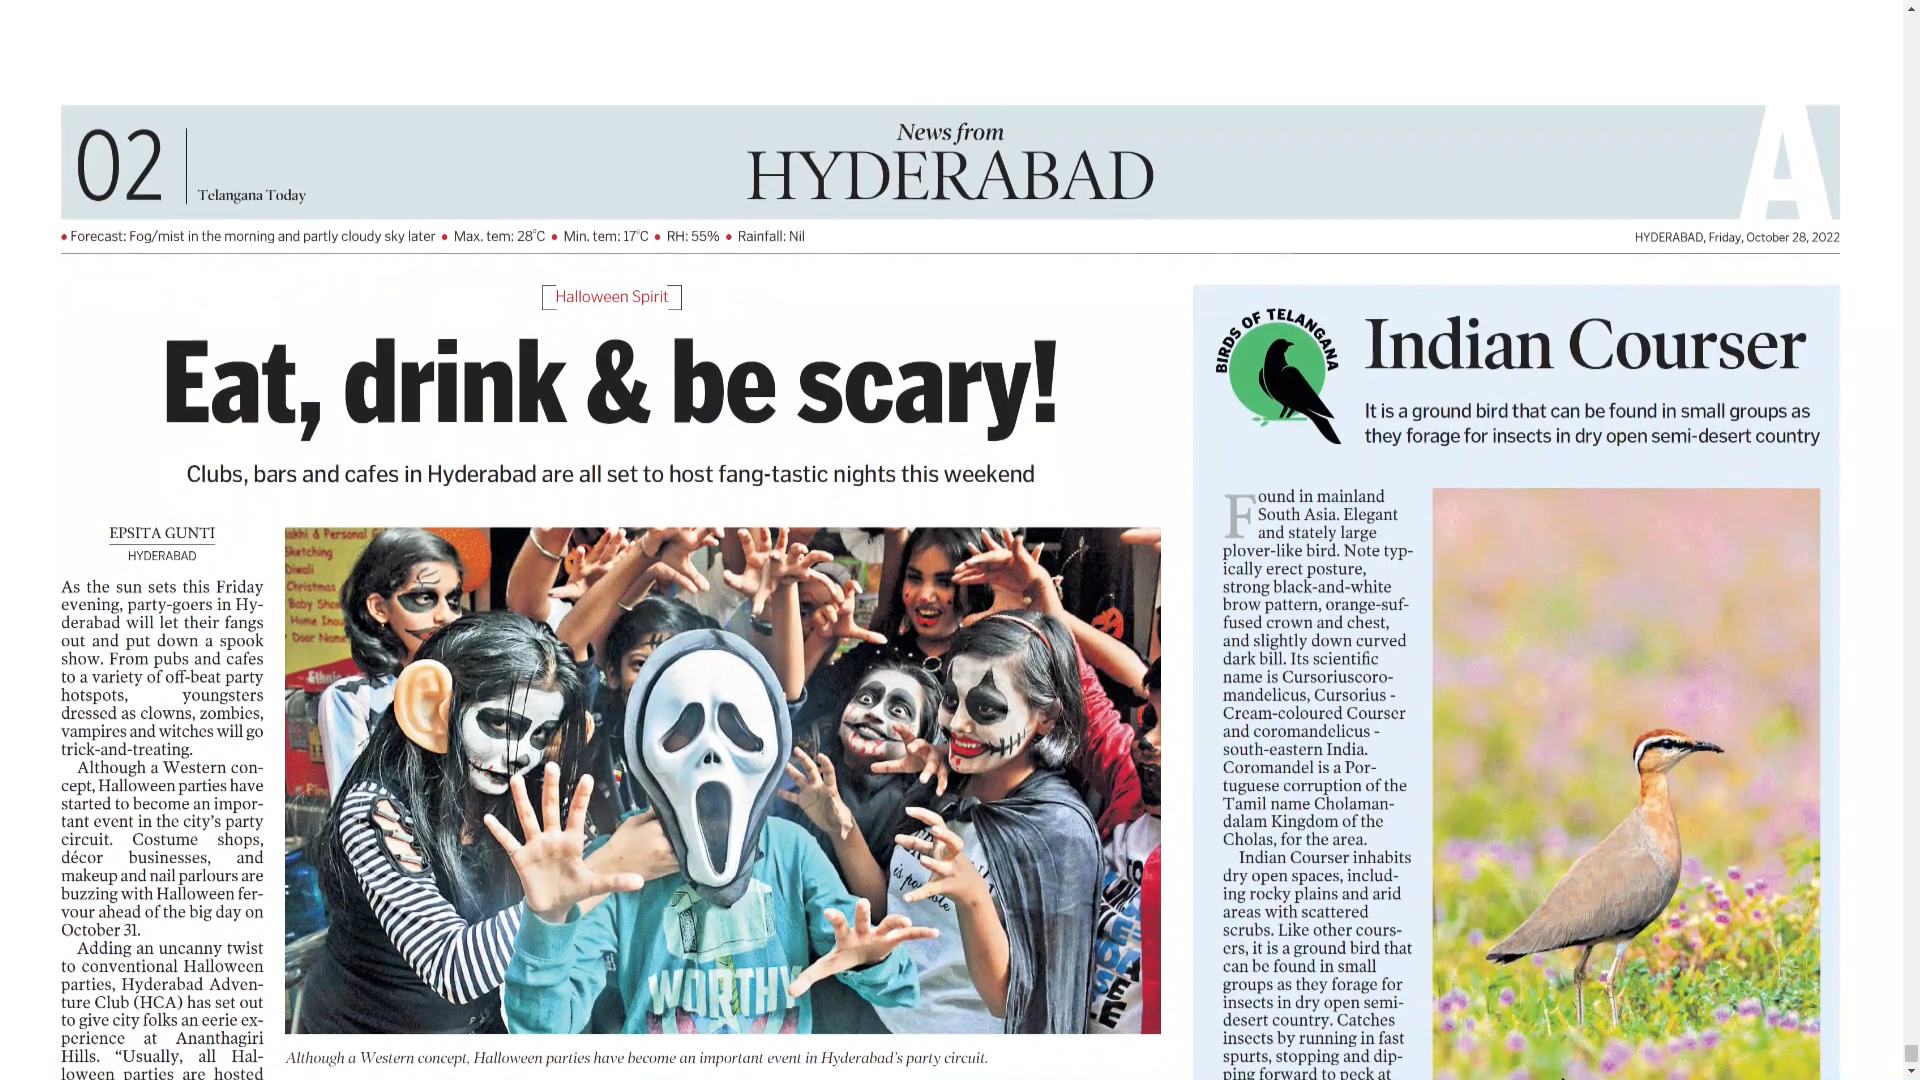 02
Telangana Today
News from
HYDERABAD
A
• Forecast: Fog/mist in the morning and partly cloudy sky later • Max. tem: 28°C • Min. tem: 17°C • RH: 55% • Rainfall: Nil
HYDERABAD, Friday, October 28, 2022
Halloween Spirit
Eat, drink & be scary!
Clubs, bars and cafes in Hyderabad are all set to host fang-tastic nights this weekend
EPSITA GUNTI
HYDERABAD
As the sun sets this Friday
evening, party-goers in Hy-
derabad will let their fangs
out and put down a spook
show. From pubs and cafes
to a variety of off-beat party
hotspots, youngsters
dressed as clowns, zombies,
vampires and witches will go
trick-and-treating.
Although a Western con-
cept, Halloween parties have
started to become an impor-
tant event in the city's party
circuit. Costume shops,
décor businesses, and
makeup and nail parlours are
buzzing with Halloween fer-
vour ahead of the big day on
October 31.
Adding an uncanny twist
to conventional Halloween
parties, Hyderabad Adven-
ture Club (HCA) has set out
to give city folks an eerie ex-
perience at Ananthagiri
Hills. "Usually, all Hal-
loween parties are hosted
& Personal
Sketching
Diwali
Christmas
Baby
Home
Door Name
WORTHY
Although a Western concept, Halloween parties have become an important event in Hyderabad's party circuit.
BIRDS OF TELANGANA
Indian Courser
It is a ground bird that can be found in small groups as
they forage for insects in dry open semi-desert country
Found in mainland
South Asia. Elegant
and stately large
plover-like bird. Note typ-
ically erect posture,
strong black-and-white
brow pattern, orange-suf-
fused crown and chest,
and slightly down curved
dark bill. Its scientific
name is Cursoriuscoro-
mandelicus, Cursorius -
Cream-coloured Courser
and coromandelicus -
south-eastern India.
Coromandel is a Por-
tuguese corruption of the
Tamil name Cholaman-
dalam Kingdom of the
Cholas, for the area.
Indian Courser inhabits
dry open spaces, includ-
ing rocky plains and arid
areas with scattered
scrubs. Like other cours-
ers, it is a ground bird that
can be found in small
groups as they forage for
insects in dry open semi-
desert country. Catches
insects by running in fast
spurts, stopping and dip-
ping forward to peck at